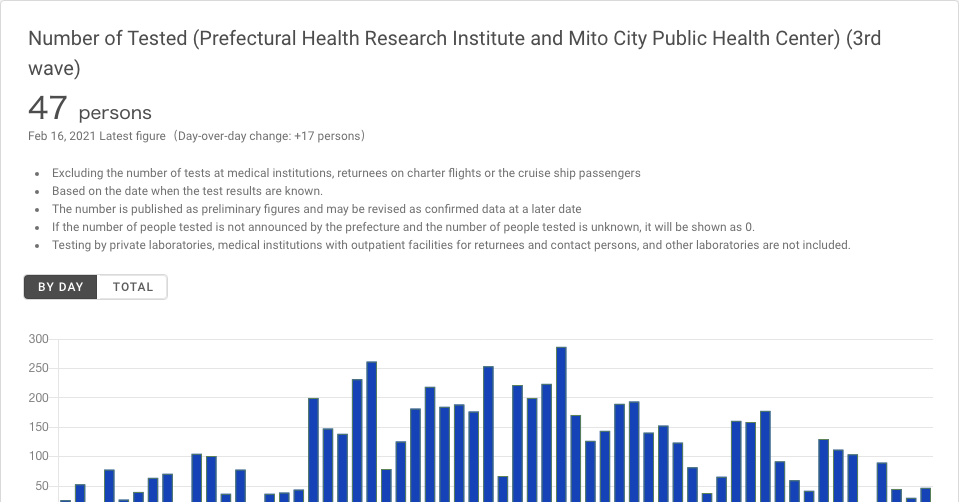 Number of Tested (Prefectural Health Research Institute and Mito City Public Health Center) (3rd
wave)
47 persons
Feb 16, 2021 Latest figure（Day-over-day change: +17 persons）
• Excluding the number of tests at medical institutions, returnees on charter flights or the cruise ship passengers
• Based on the date when the test results are known.
• The number is published as preliminary figures and may be revised as confirmed data at a later date
• If the number of people tested is not announced by the prefecture and the number of people tested is unknown, it will be shown as 0.
• Testing by private laboratories, medical institutions with outpatient facilities for returnees and contact persons, and other laboratories are not included.
BY DAY TOTAL
300
250
200
150
100
50